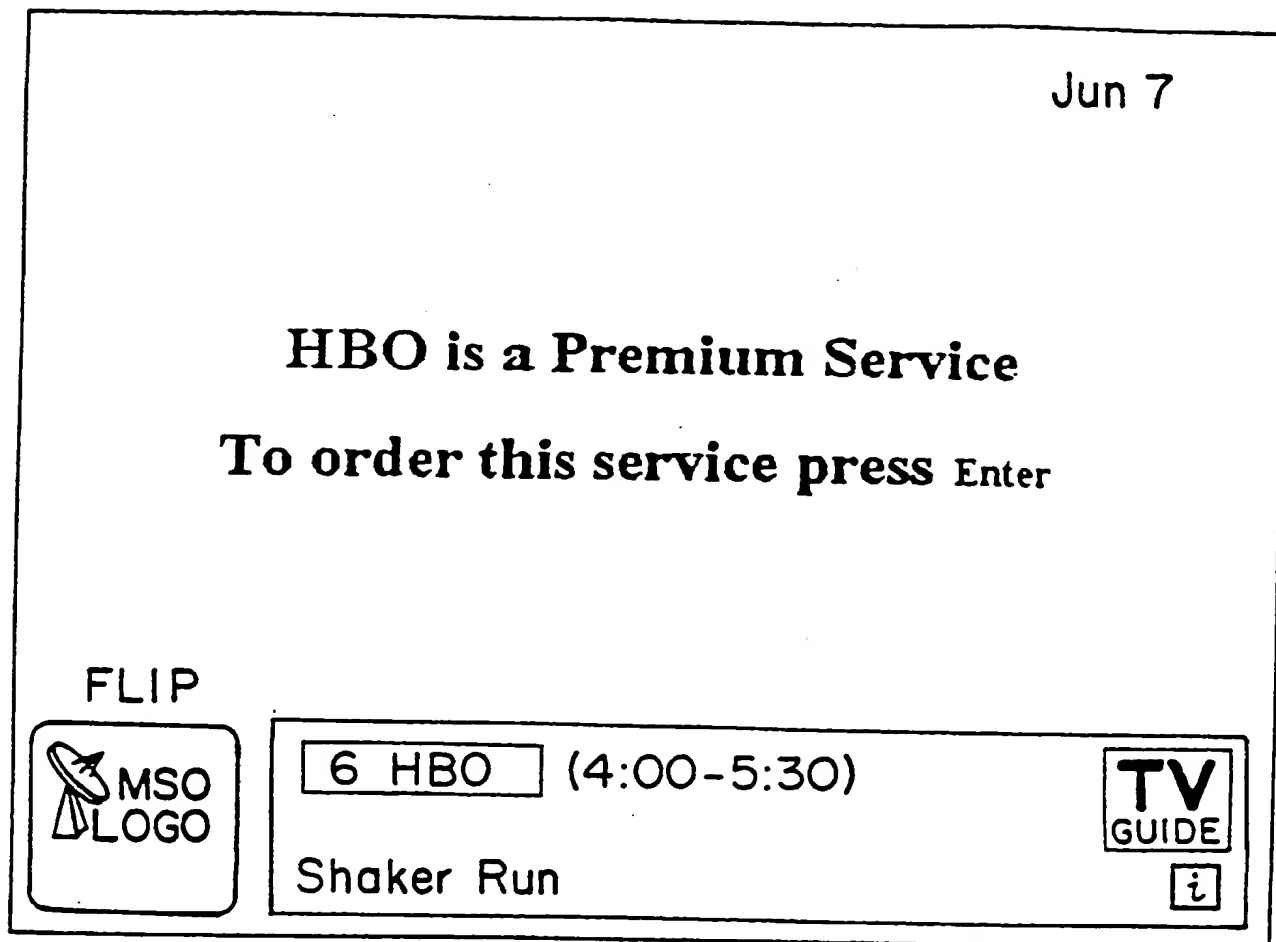 Jun 7
HBO is a Premium Service
To order this service press Enter
FLIP
MSO
LOGO
6 HBO (4:00-5:30)
TV
GUIDE
Shaker Run
i